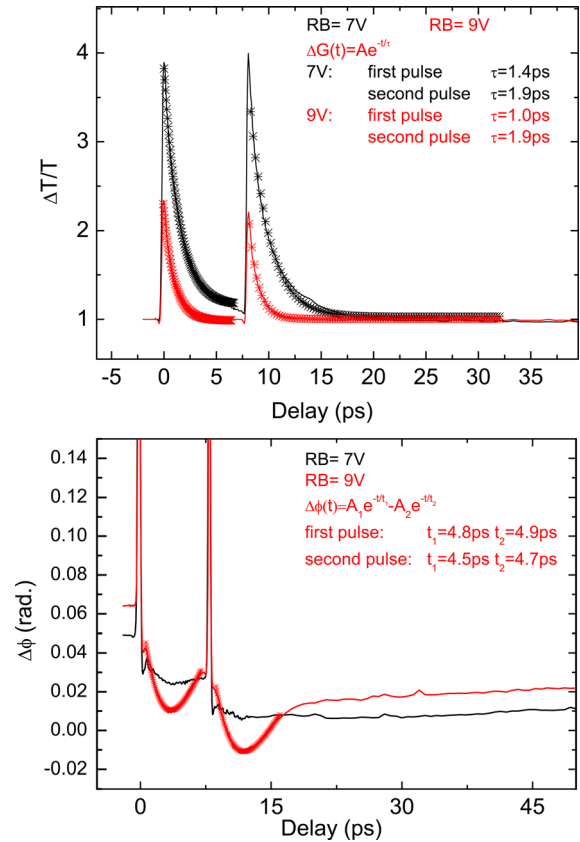 RB= 7V RB= 9V
ΔG(t)=Ae^-t/τ
7V: first pulse τ=1.4ps
second pulse τ=1.9ps
9V: first pulse τ=1.0ps
second pulse τ=1.9ps
4
3
2
1
ΔT/T
-5 0 5 10 15 20 25 30 35
Delay (ps)
RB= 7V
RB= 9V
Δϕ(t)=A₁e^-t/t₁-A₂e^-t/t₂
first pulse: t₁=4.8ps t₂=4.9ps
second pulse: t₁=4.5ps t₂=4.7ps
0.14
0.12
0.10
0.08
0.06
0.04
0.02
0.00
-0.02
Δϕ (rad.)
0 15 30 45
Delay (ps)